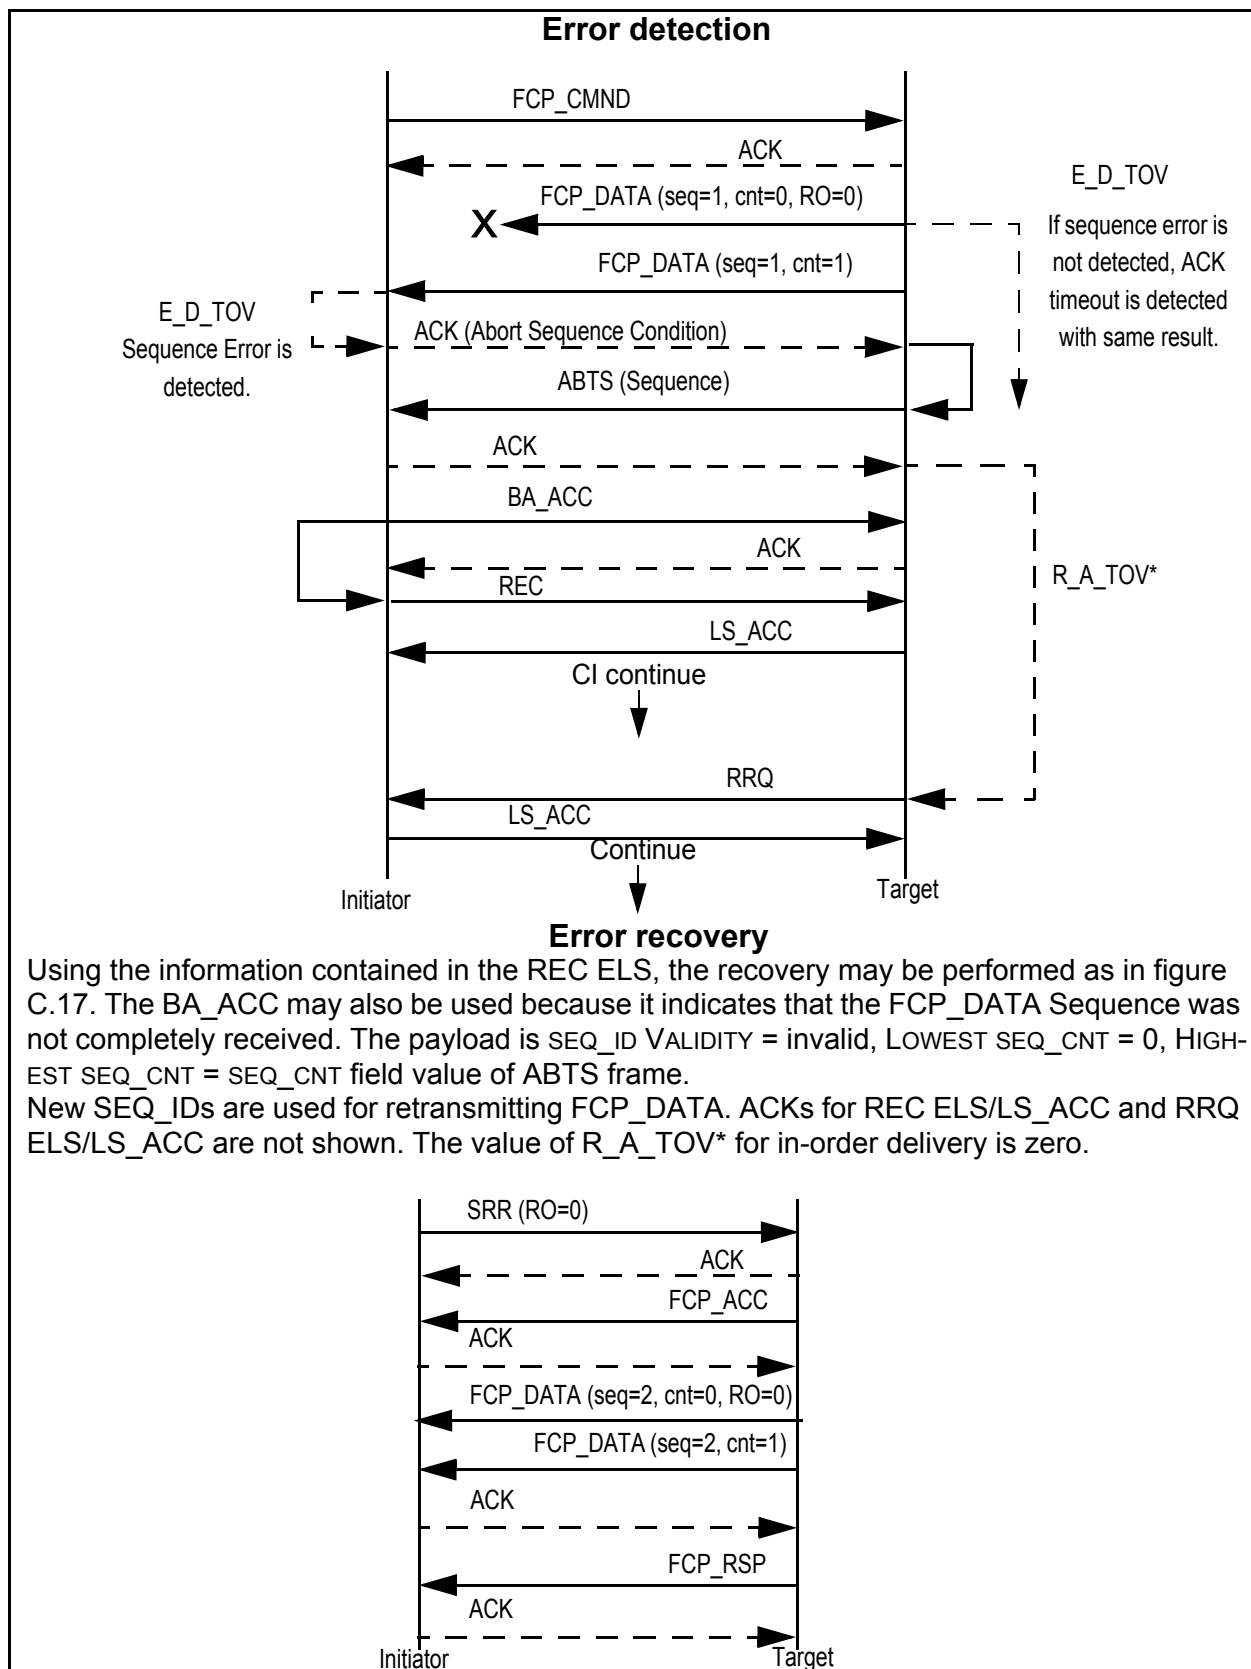 Error detection
FCP_CMND
ACK
E_D_TOV
FCP_DATA (seq=1, cnt=0, RO=0)
X
If sequence error is
not detected, ACK
timeout is detected
with same result.
FCP_DATA (seq=1, cnt=1)
E_D_TOV
Sequence Error is
detected.
ACK (Abort Sequence Condition)
ABTS (Sequence)
ACK
BA_ACC
ACK
R_A_TOV*
REC
LS_ACC
CI continue
RRQ
LS_ACC
Continue
Initiator
Target
Error recovery
Using the information contained in the REC ELS, the recovery may be performed as in figure
C.17. The BA_ACC may also be used because it indicates that the FCP_DATA Sequence was
not completely received. The payload is SEQ_ID VALIDITY = invalid, LOWEST SEQ_CNT = 0, HIGH-
EST SEQ_CNT = SEQ_CNT field value of ABTS frame.
New SEQ_IDs are used for retransmitting FCP_DATA. ACKs for REC ELS/LS_ACC and RRQ
ELS/LS_ACC are not shown. The value of R_A_TOV* for in-order delivery is zero.
SRR (RO=0)
ACK
FCP_ACC
ACK
FCP_DATA (seq=2, cnt=0, RO=0)
FCP_DATA (seq=2, cnt=1)
ACK
FCP_RSP
ACK
Initiator
Target